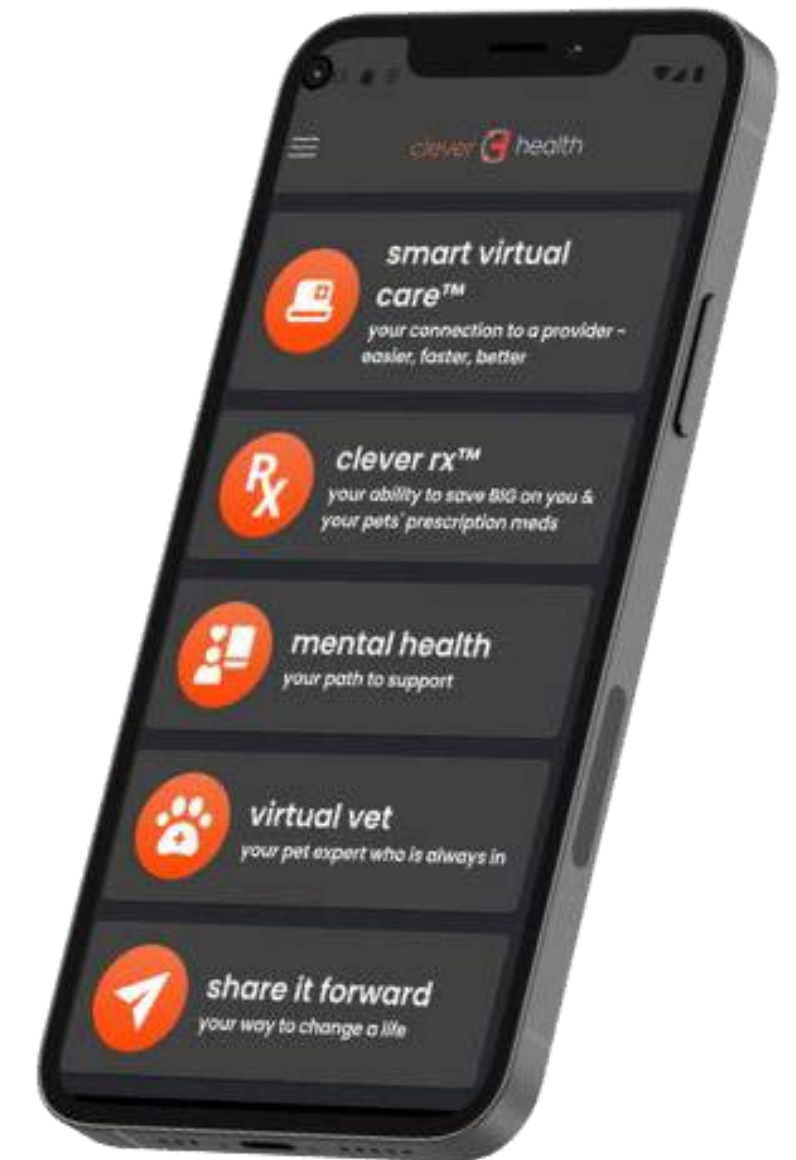 clever health
smart virtual
care™
your connection to a provider –
easier, faster, better
Rx
clever rx™
your ability to save BIG on you &
your pets' prescription meds
mental health
your path to support
virtual vet
your pet expert who is always in
share it forward
your way to change a life